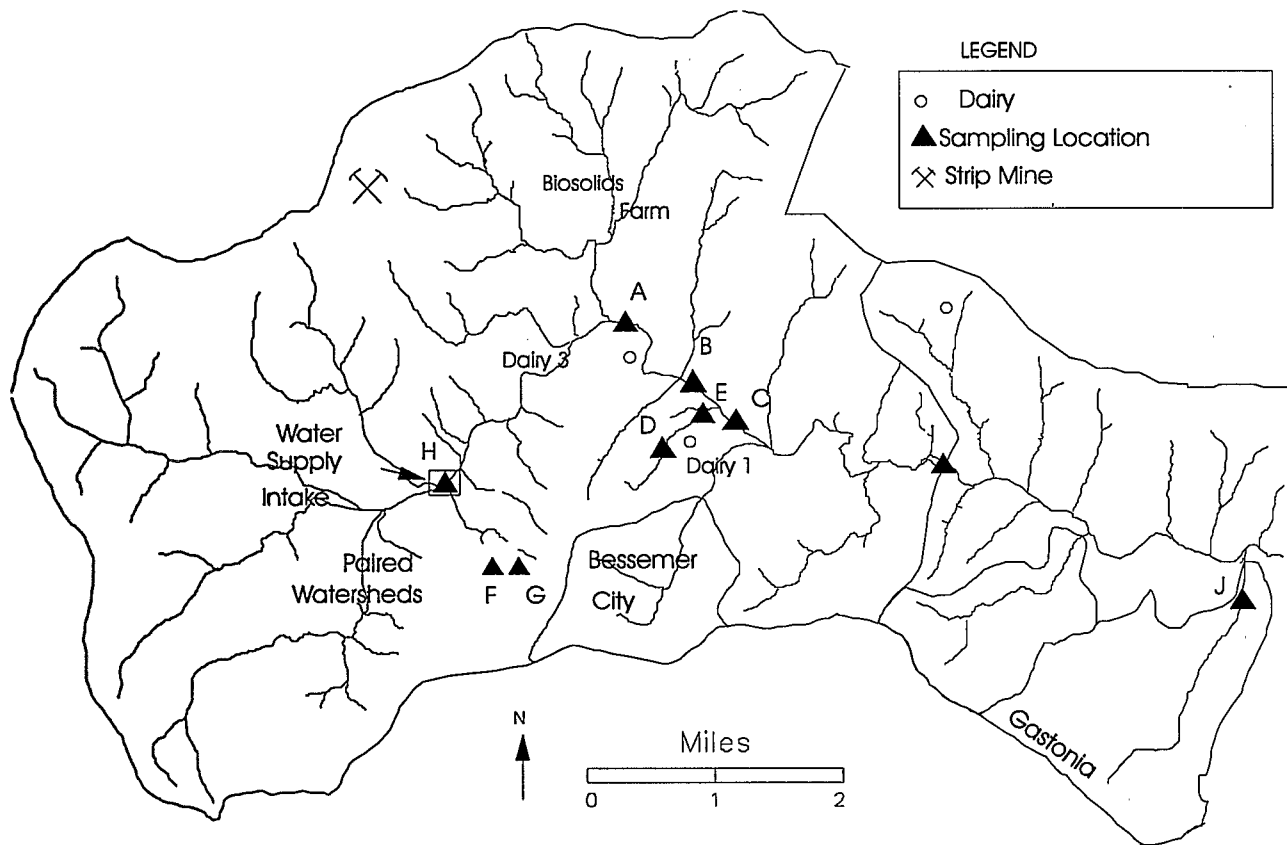 LEGEND
Dairy
Sampling Location
Strip Mine
Biosolids
Farm
A
Dairy 3
B
E
C
D
Dairy 1
Water
Supply
Intake
H
Paired
Watersheds
F G
Bessemer
City
J
Gastonia
N
Miles
0 1 2